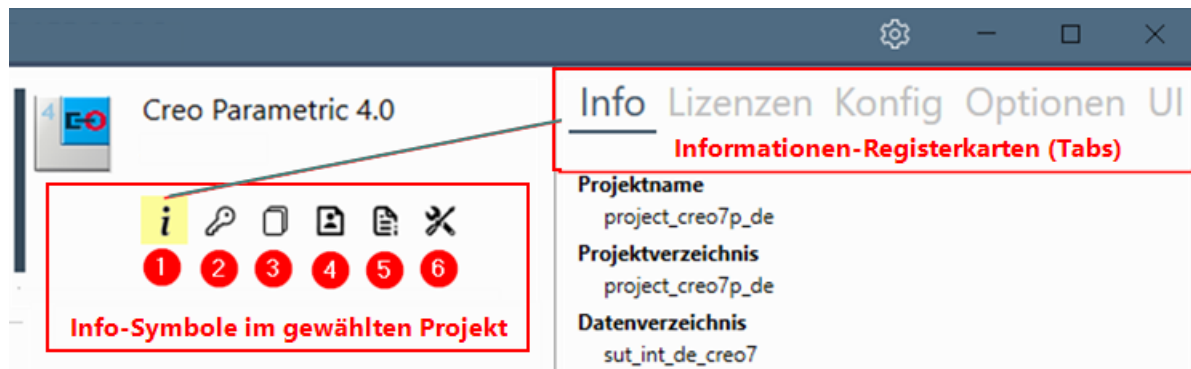 4
Creo Parametric 4.0
Info Lizenzen Konfig Optionen UI
Informationen-Registerkarten (Tabs)
i
1 2 3 4 5 6
Info-Symbole im gewählten Projekt
Projektname
project_creo7p_de
Projektverzeichnis
project_creo7p_de
Datenverzeichnis
sut_int_de_creo7